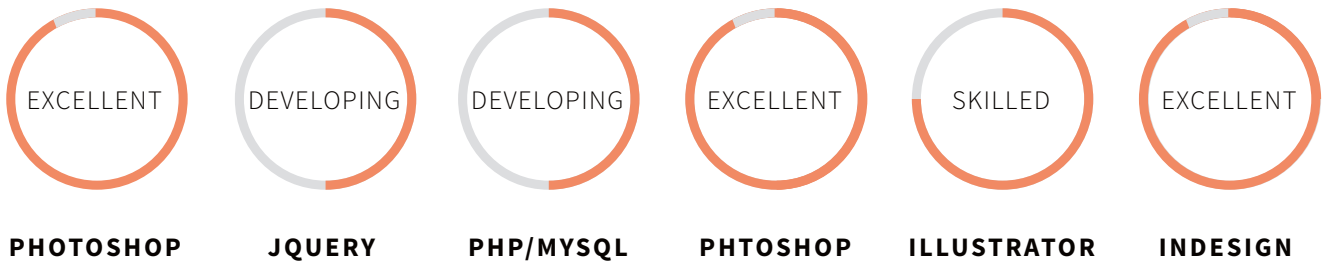 EXCELLENT
DEVELOPING
DEVELOPING
EXCELLENT
SKILLED
EXCELLENT
PHOTOSHOP
JQUERY
PHP/MYSQL
PHTOSHOP
ILLUSTRATOR
INDESIGN